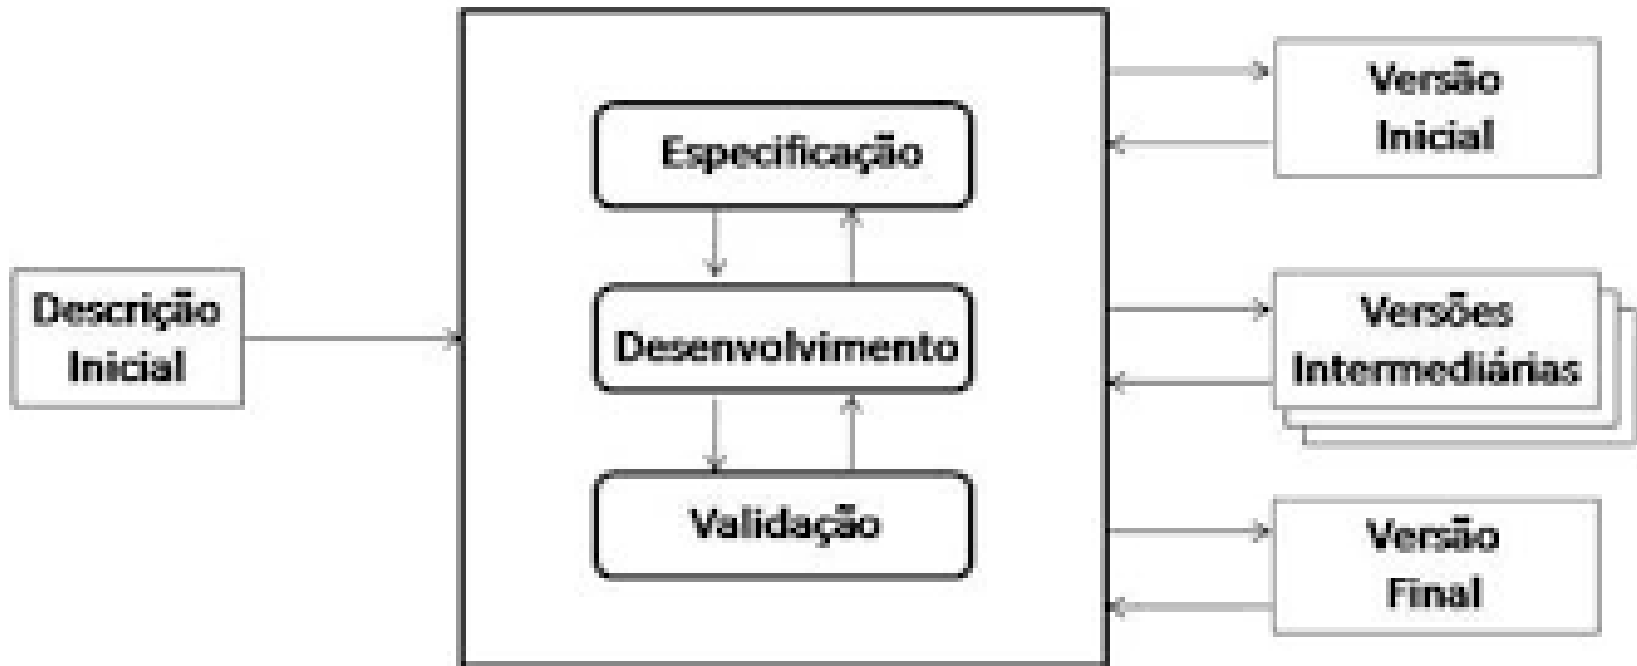 Descrição
Inicial
Especificação
Desenvolvimento
Validação
Versão
Inicial
Versões
Intermediárias
Versão
Final